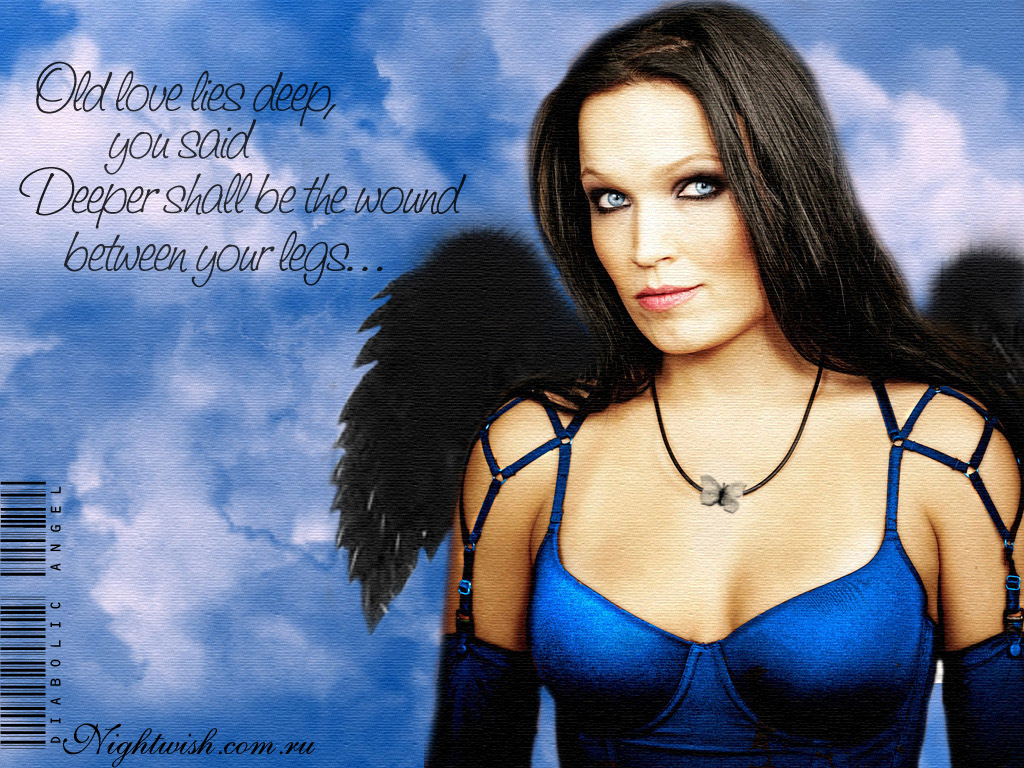 Old love lies deep,
you said
Deeper shall be the wound
between your legs...
DIABOLIC ANGEL
Nightwish.com.ru